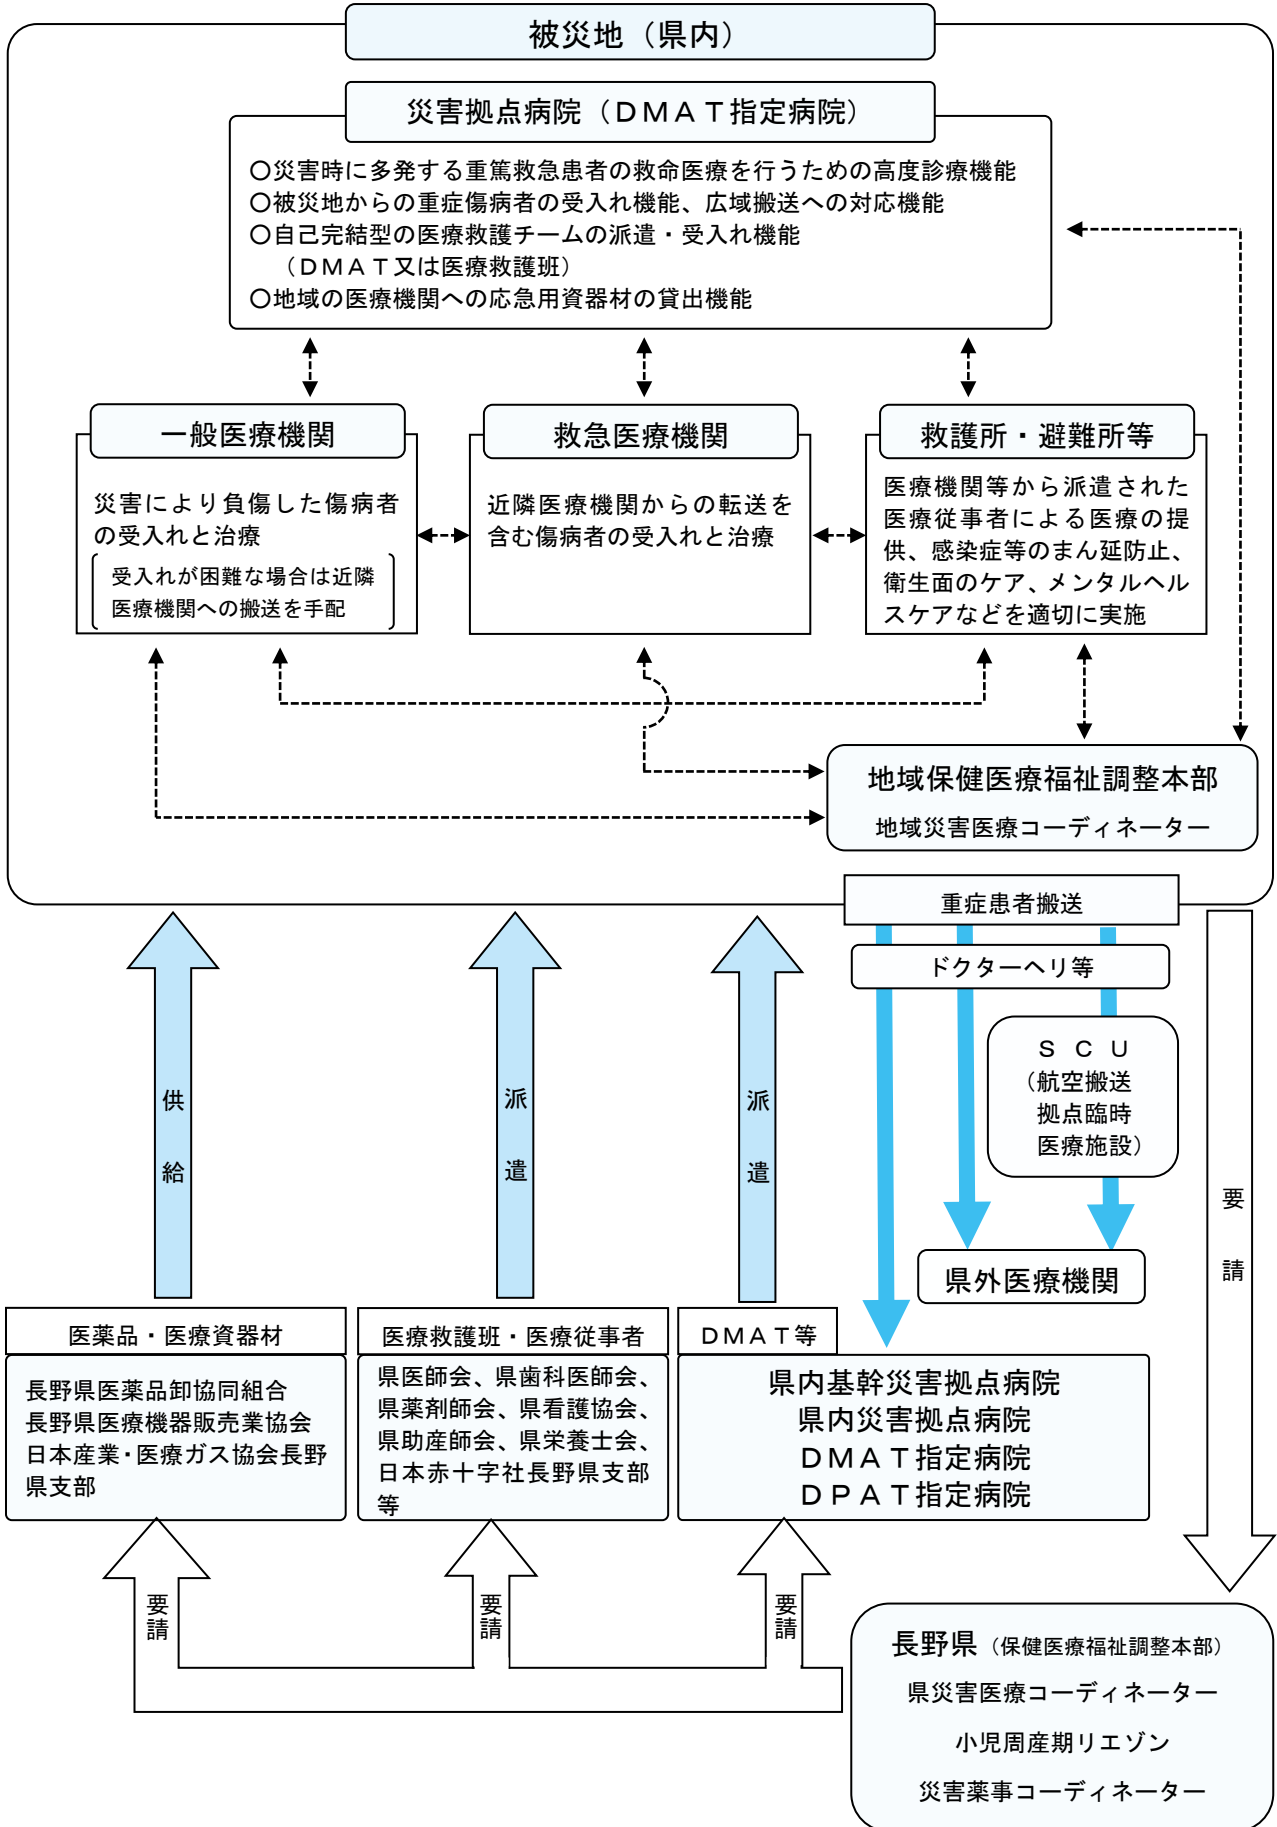 被災地（県内）
災害拠点病院（ＤＭＡＴ指定病院）
〇災害時に多発する重篤救急患者の救命医療を行うための高度診療機能
〇被災地からの重症傷病者の受入れ機能、広域搬送への対応機能
〇自己完結型の医療救護チームの派遣・受入れ機能
（ＤＭＡＴ又は医療救護班）
〇地域の医療機関への応急用資器材の貸出機能
一般医療機関
災害により負傷した傷病者
の受入れと治療
受入れが困難な場合は近隣
医療機関への搬送を手配
救急医療機関
近隣医療機関からの転送を
含む傷病者の受入れと治療
救護所・避難所等
医療機関等から派遣された
医療従事者による医療の提
供、感染症等のまん延防止、
衛生面のケア、メンタルヘル
スケアなどを適切に実施
地域保健医療福祉調整本部
地域災害医療コーディネーター
重症患者搬送
ドクターヘリ等
ＳＣＵ
（航空搬送
拠点臨時
医療施設）
供給
派遣
派遣
要請
県外医療機関
医薬品・医療資器材
長野県医薬品卸協同組合
長野県医療機器販売業協会
日本産業・医療ガス協会長野
県支部
医療救護班・医療従事者
県医師会、県歯科医師会、
県薬剤師会、県看護協会、
県助産師会、県栄養士会、
日本赤十字社長野県支部
等
ＤＭＡＴ等
県内基幹災害拠点病院
県内災害拠点病院
ＤＭＡＴ指定病院
ＤＰＡＴ指定病院
要請
要請
要請
長野県（保健医療福祉調整本部）
県災害医療コーディネーター
小児周産期リエゾン
災害薬事コーディネーター